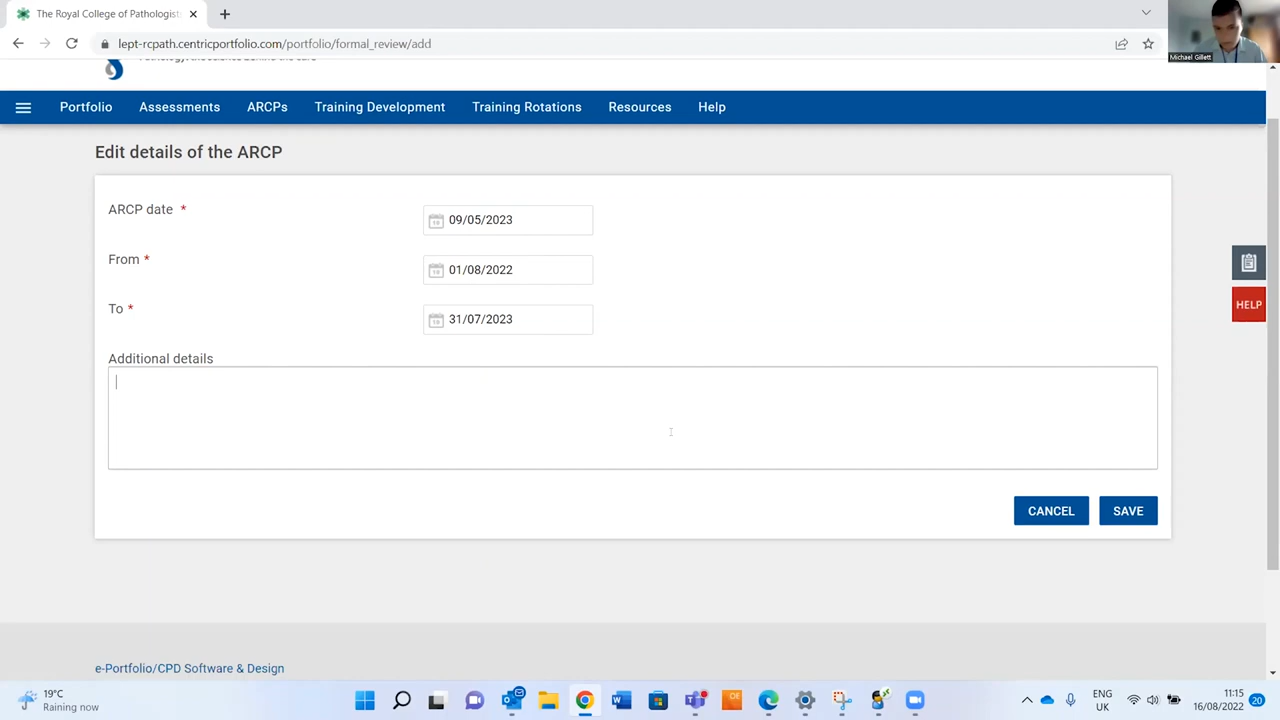 The Royal College of Pathologist
lept-rcpath.centricportfolio.com/portfolio/formal_review/add
Michael Gillett
Portfolio
Assessments
ARCPs
Training Development
Training Rotations
Resources
Help
Edit details of the ARCP
ARCP date *
09/05/2023
From *
01/08/2022
To *
31/07/2023
HELP
Additional details
CANCEL
SAVE
e-Portfolio/CPD Software & Design
19°C
Raining now
OE
ENG
UK
11:15
16/08/2022
20